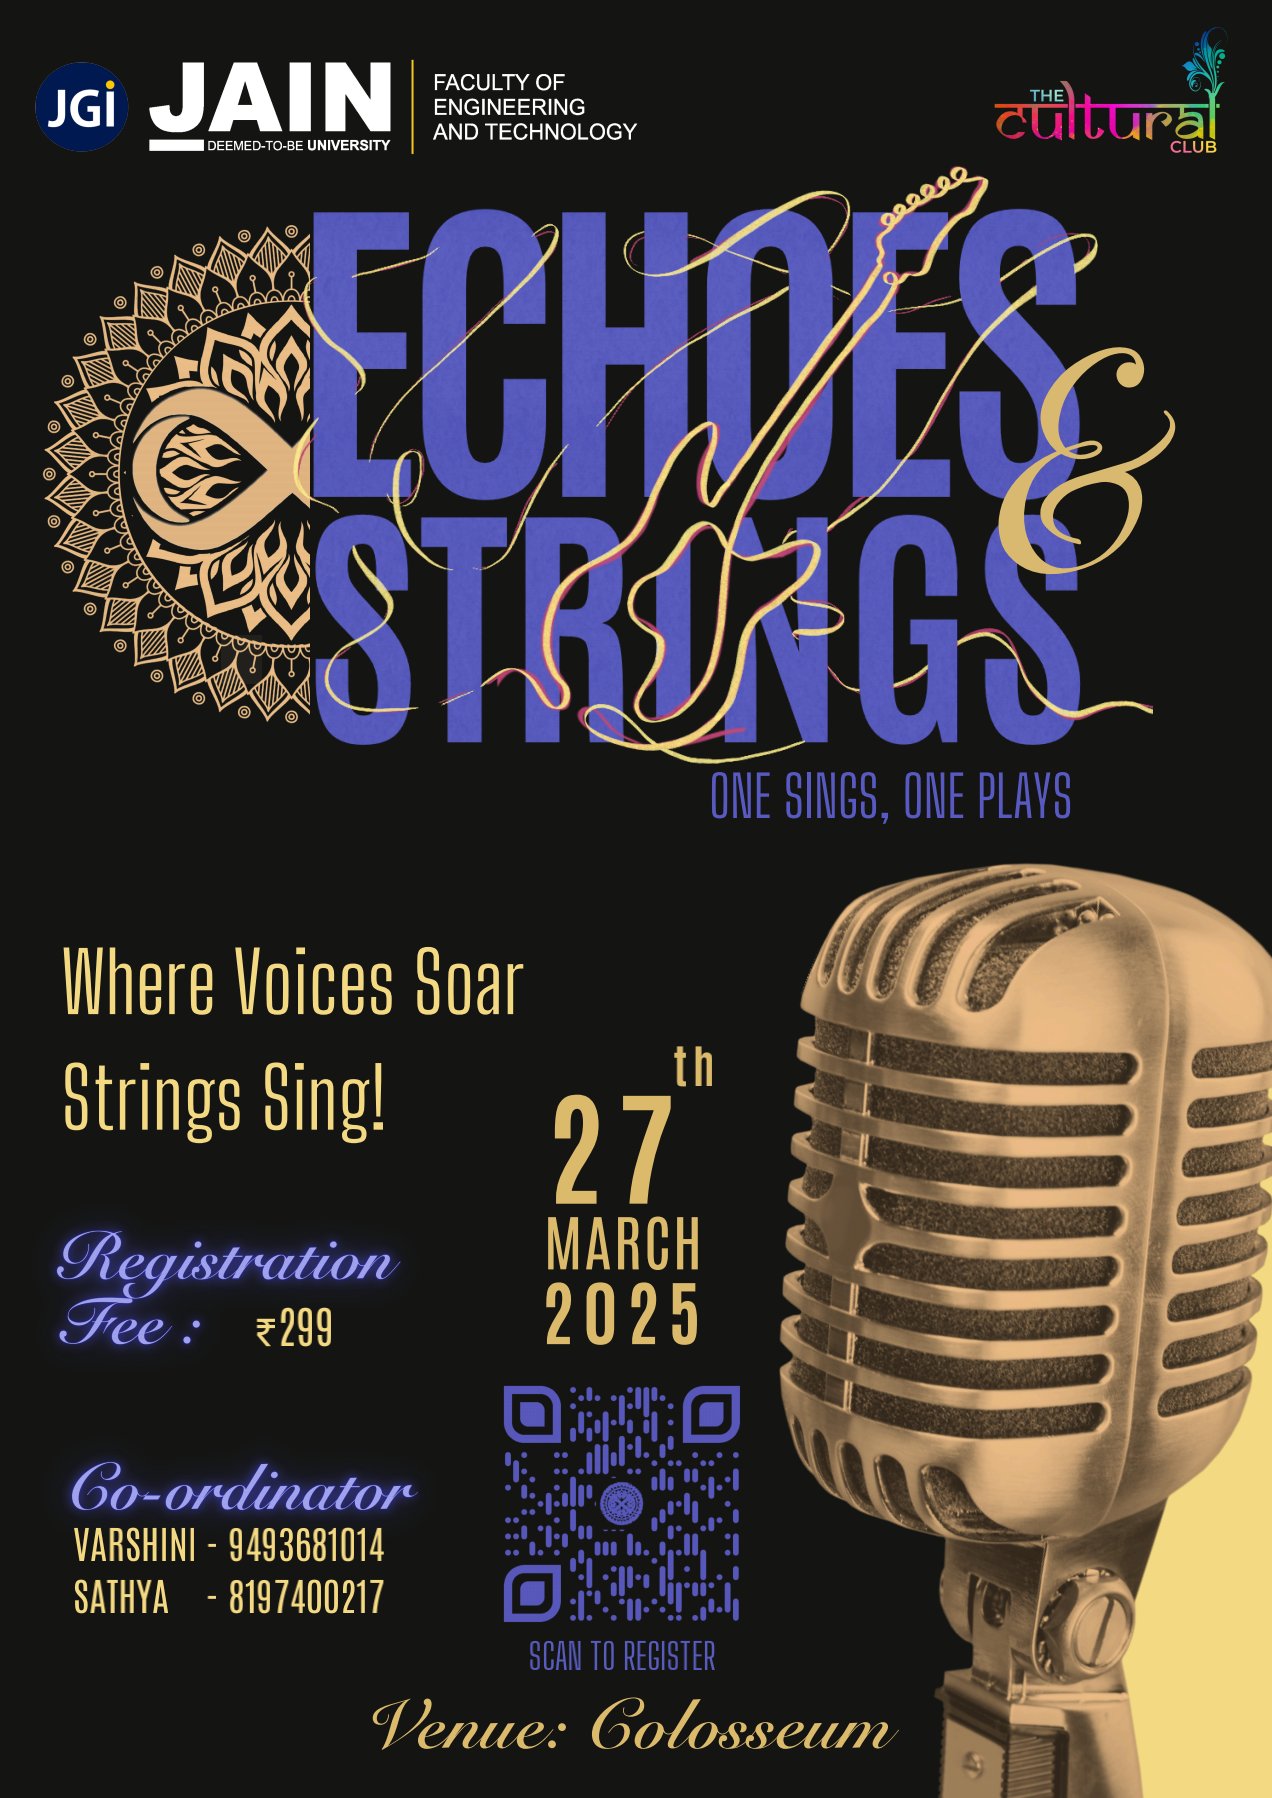 JGi
JAIN
DEEMED-TO-BE UNIVERSITY
FACULTY OF
ENGINEERING
AND TECHNOLOGY
THE
cultural
CLUB
ECHOES
&
STRINGS
ONE SINGS, ONE PLAYS
Where Voices Soar
Strings Sing!
27th
MARCH
2025
Registration
Fee : ₹299
Co-ordinator
VARSHINI - 9493681014
SATHYA - 8197400217
SCAN TO REGISTER
Venue: Colosseum